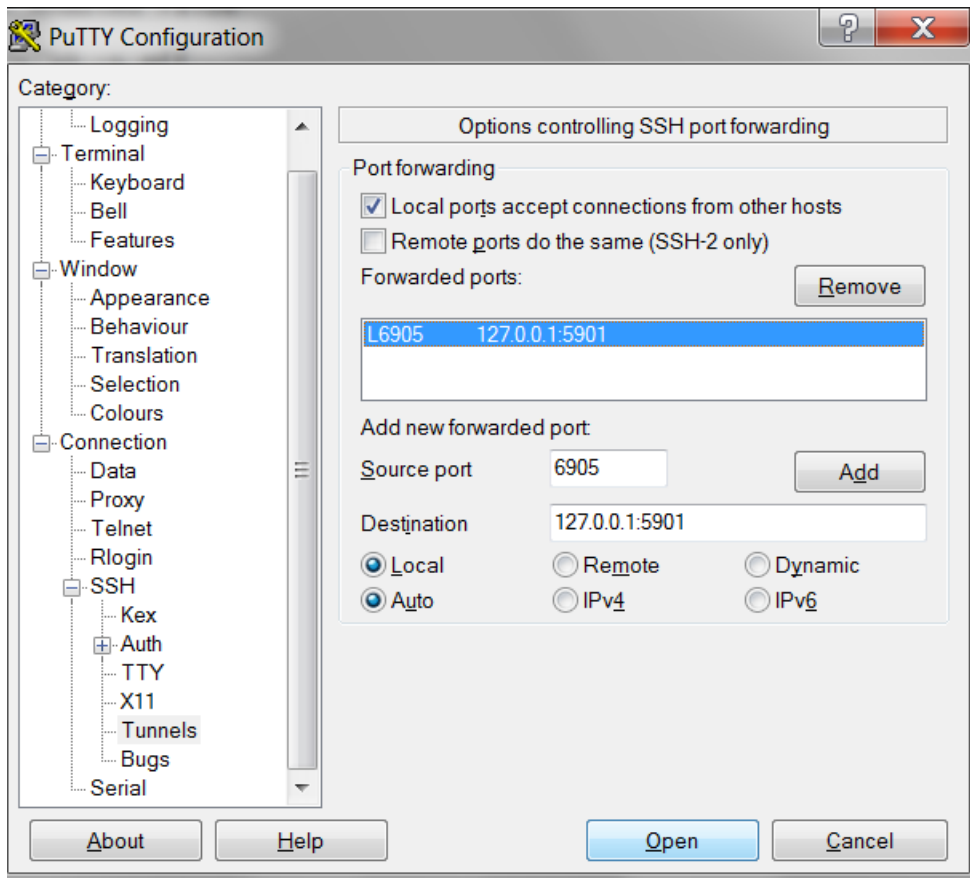 PuTTY Configuration
Category:
Logging
Terminal
Keyboard
Bell
Features
Window
Appearance
Behaviour
Translation
Selection
Colours
Connection
Data
Proxy
Telnet
Rlogin
SSH
Kex
Auth
TTY
X11
Tunnels
Bugs
Serial
Options controlling SSH port forwarding
Port forwarding
Local ports accept connections from other hosts
Remote ports do the same (SSH-2 only)
Forwarded ports:
Remove
L6905 127.0.0.1:5901
Add new forwarded port:
Source port 6905 Add
Destination 127.0.0.1:5901
Local Remote Dynamic
Auto IPv4 IPv6
About Help Open Cancel